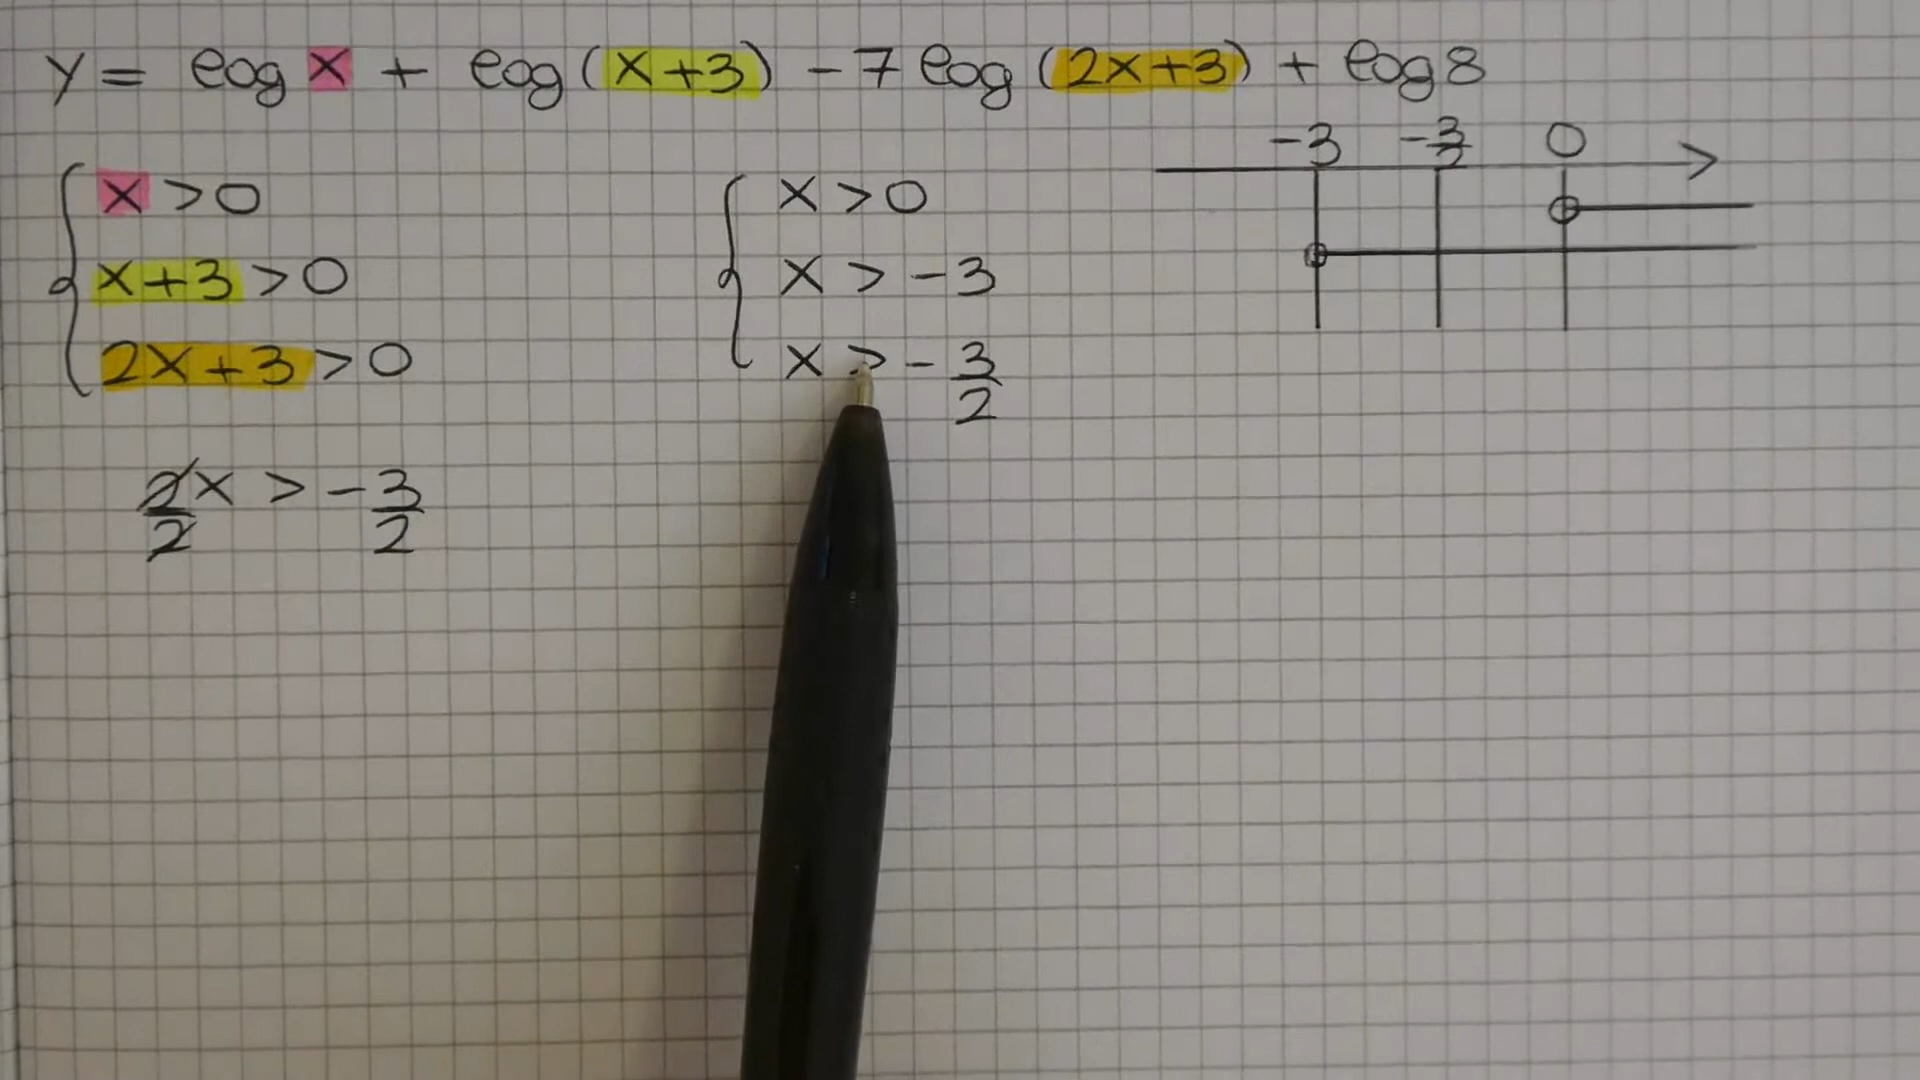 y = log x + log (x+3) - 7 log (2x+3) + log 8
x > 0
x+3 > 0
2x+3 > 0
2/2 x > - 3/2
x > 0
x > -3
x > - 3/2
-3 -3/2 0